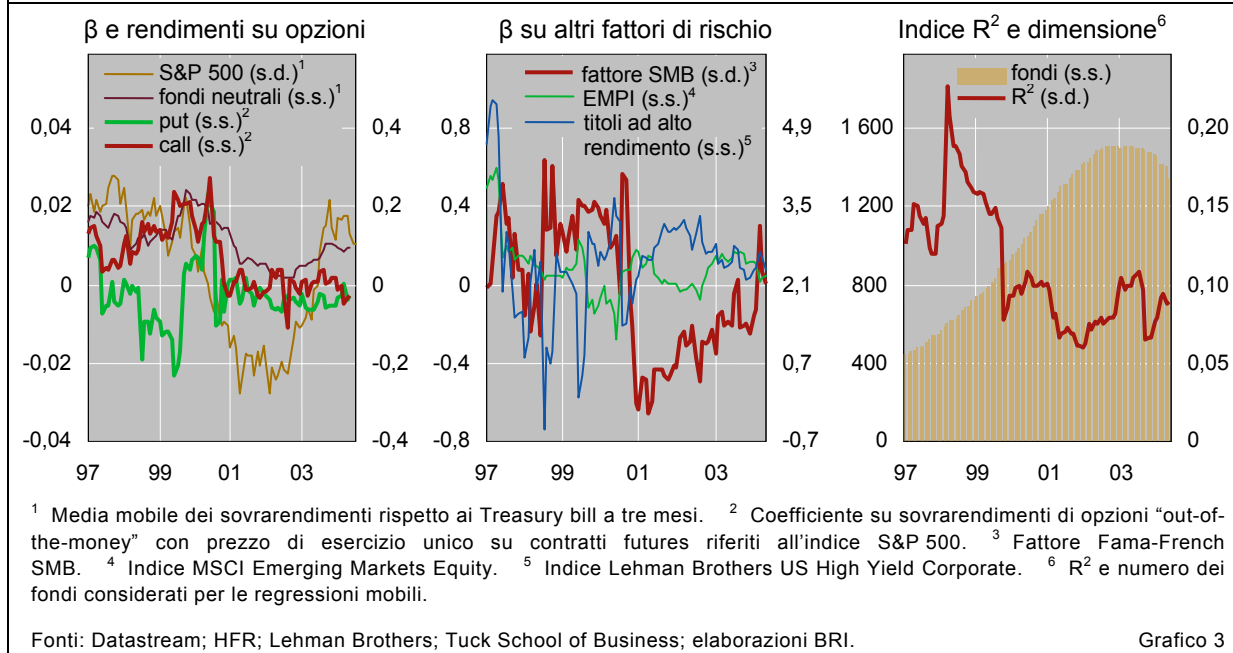 β e rendimenti su opzioni
S&P 500 (s.d.)¹
fondi neutrali (s.s.)¹
put (s.s.)²
call (s.s.)²
0,04
0,02
0
-0,02
-0,04
0,4
0,2
0
-0,2
-0,4
97 99 01 03
β su altri fattori di rischio
fattore SMB (s.d.)³
EMPI (s.s.)⁴
titoli ad alto
rendimento (s.s.)⁵
0,8
0,4
0
-0,4
-0,8
4,9
3,5
2,1
0,7
-0,7
97 99 01 03
Indice R² e dimensione⁶
fondi (s.s.)
R² (s.d.)
1 600
1 200
800
400
0
0,20
0,15
0,10
0,05
0
97 99 01 03
¹ Media mobile dei sovrarendimenti rispetto ai Treasury bill a tre mesi. ² Coefficiente su sovrarendimenti di opzioni “out-of-
the-money” con prezzo di esercizio unico su contratti futures riferiti all’indice S&P 500. ³ Fattore Fama-French
SMB. ⁴ Indice MSCI Emerging Markets Equity. ⁵ Indice Lehman Brothers US High Yield Corporate. ⁶ R² e numero dei
fondi considerati per le regressioni mobili.
Fonti: Datastream; HFR; Lehman Brothers; Tuck School of Business; elaborazioni BRI. Grafico 3